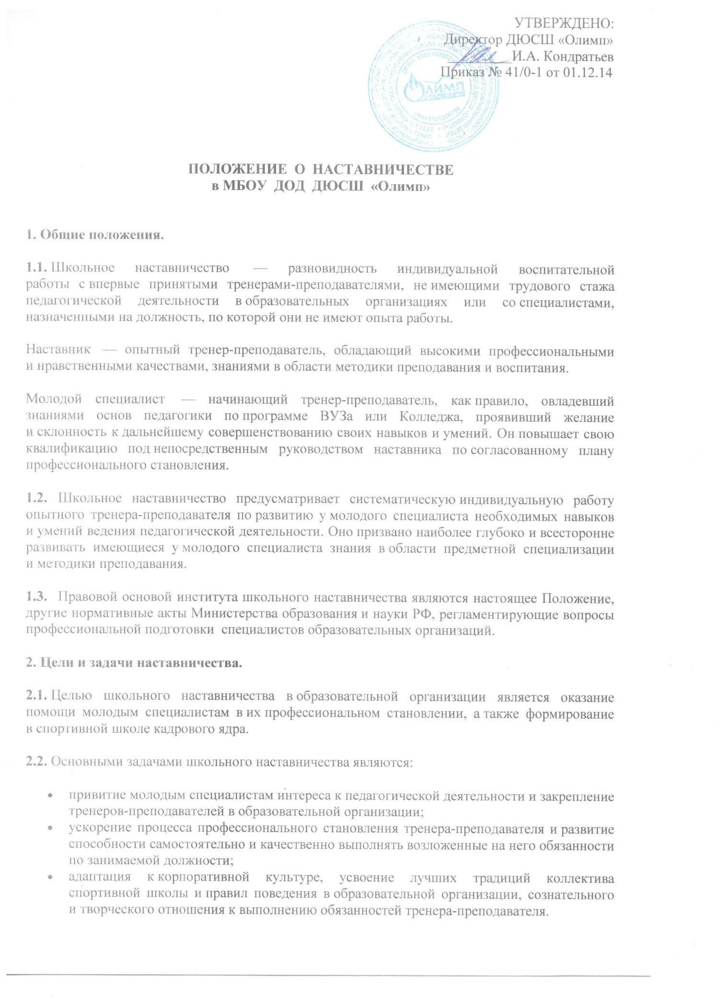 УТВЕРЖДЕНО:
Директор ДЮСШ «Олимп»
И.А. Кондратьев
Приказ № 41/0-1 от 01.12.14
ОЛИМП
ИНН 5101200799
ПОЛОЖЕНИЕ О НАСТАВНИЧЕСТВЕ
в МБОУ ДОД ДЮСШ «Олимп»
1. Общие положения.
1.1. Школьное наставничество — разновидность индивидуальной воспитательной
работы с впервые принятыми тренерами-преподавателями, не имеющими трудового стажа
педагогической деятельности в образовательных организациях или со специалистами,
назначенными на должность, по которой они не имеют опыта работы.
Наставник — опытный тренер-преподаватель, обладающий высокими профессиональными
и нравственными качествами, знаниями в области методики преподавания и воспитания.
Молодой специалист — начинающий тренер-преподаватель, как правило, овладевший
знаниями основ педагогики по программе ВУЗа или Колледжа, проявивший желание
и склонность к дальнейшему совершенствованию своих навыков и умений. Он повышает свою
квалификацию под непосредственным руководством наставника по согласованному плану
профессионального становления.
1.2. Школьное наставничество предусматривает систематическую индивидуальную работу
опытного тренера-преподавателя по развитию у молодого специалиста необходимых навыков
и умений ведения педагогической деятельности. Оно призвано наиболее глубоко и всесторонне
развивать имеющиеся у молодого специалиста знания в области предметной специализации
и методики преподавания.
1.3. Правовой основой института школьного наставничества являются настоящее Положение,
другие нормативные акты Министерства образования и науки РФ, регламентирующие вопросы
профессиональной подготовки специалистов образовательных организаций.
2. Цели и задачи наставничества.
2.1. Целью школьного наставничества в образовательной организации является оказание
помощи молодым специалистам в их профессиональном становлении, а также формирование
в спортивной школе кадрового ядра.
2.2. Основными задачами школьного наставничества являются:
• привитие молодым специалистам интереса к педагогической деятельности и закрепление
тренеров-преподавателей в образовательной организации;
• ускорение процесса профессионального становления тренера-преподавателя и развитие
способности самостоятельно и качественно выполнять возложенные на него обязанности
по занимаемой должности;
• адаптация к корпоративной культуре, усвоение лучших традиций коллектива
спортивной школы и правил поведения в образовательной организации, сознательного
и творческого отношения к выполнению обязанностей тренера-преподавателя.